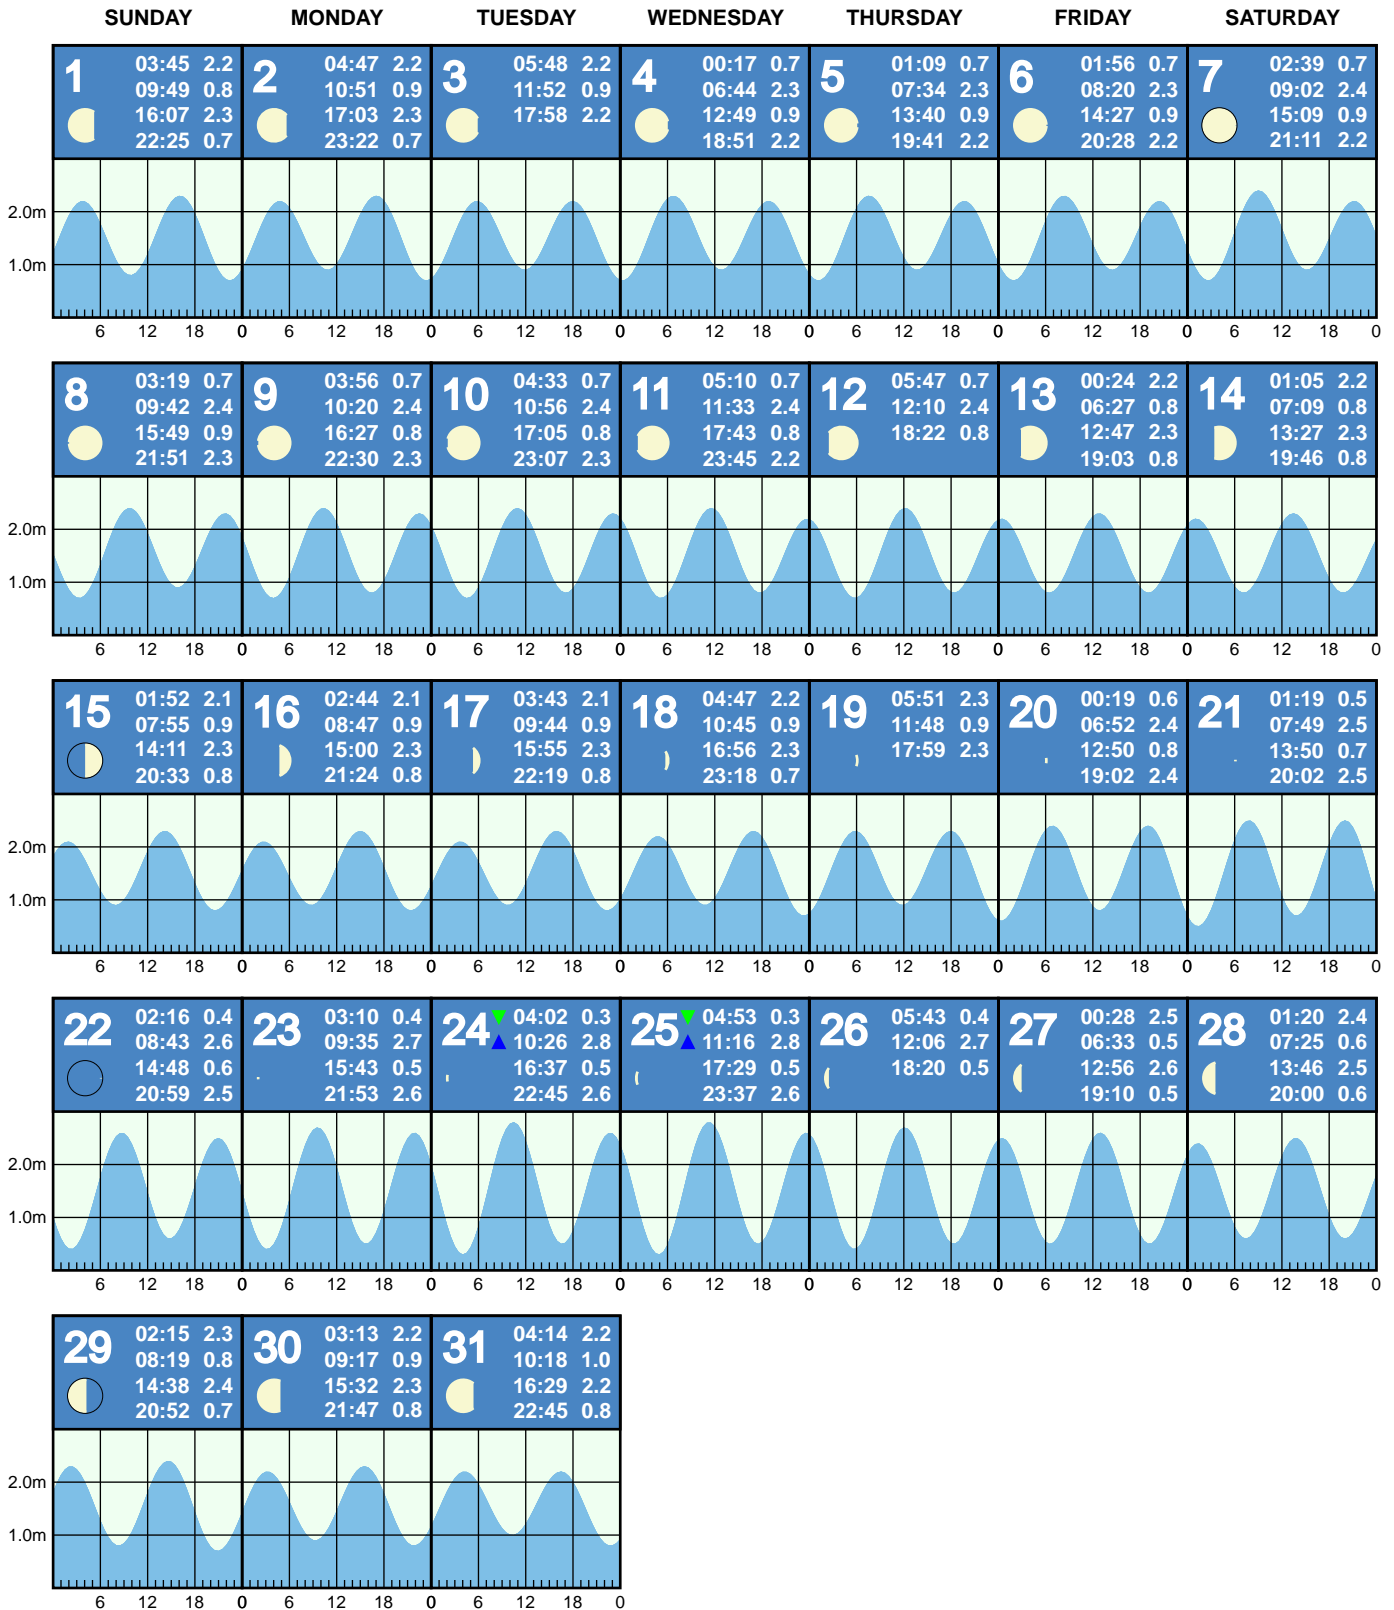 SUNDAY MONDAY TUESDAY WEDNESDAY THURSDAY FRIDAY SATURDAY
1 03:45 2.2
09:49 0.8
16:07 2.3
22:25 0.7
2 04:47 2.2
10:51 0.9
17:03 2.3
23:22 0.7
3 05:48 2.2
11:52 0.9
17:58 2.2
4 00:17 0.7
06:44 2.3
12:49 0.9
18:51 2.2
5 01:09 0.7
07:34 2.3
13:40 0.9
19:41 2.2
6 01:56 0.7
08:20 2.3
14:27 0.9
20:28 2.2
7 02:39 0.7
09:02 2.4
15:09 0.9
21:11 2.2
2.0m
1.0m
6 12 18 0 6 12 18 0 6 12 18 0 6 12 18 0 6 12 18 0 6 12 18 0 6 12 18 0
8 03:19 0.7
09:42 2.4
15:49 0.9
21:51 2.3
9 03:56 0.7
10:20 2.4
16:27 0.8
22:30 2.3
10 04:33 0.7
10:56 2.4
17:05 0.8
23:07 2.3
11 05:10 0.7
11:33 2.4
17:43 0.8
23:45 2.2
12 05:47 0.7
12:10 2.4
18:22 0.8
13 00:24 2.2
06:27 0.8
12:47 2.3
19:03 0.8
14 01:05 2.2
07:09 0.8
13:27 2.3
19:46 0.8
2.0m
1.0m
6 12 18 0 6 12 18 0 6 12 18 0 6 12 18 0 6 12 18 0 6 12 18 0 6 12 18 0
15 01:52 2.1
07:55 0.9
14:11 2.3
20:33 0.8
16 02:44 2.1
08:47 0.9
15:00 2.3
21:24 0.8
17 03:43 2.1
09:44 0.9
15:55 2.3
22:19 0.8
18 04:47 2.2
10:45 0.9
16:56 2.3
23:18 0.7
19 05:51 2.3
11:48 0.9
17:59 2.3
20 00:19 0.6
06:52 2.4
12:50 0.8
19:02 2.4
21 01:19 0.5
07:49 2.5
13:50 0.7
20:02 2.5
2.0m
1.0m
6 12 18 0 6 12 18 0 6 12 18 0 6 12 18 0 6 12 18 0 6 12 18 0 6 12 18 0
22 02:16 0.4
08:43 2.6
14:48 0.6
20:59 2.5
23 03:10 0.4
09:35 2.7
15:43 0.5
21:53 2.6
24 04:02 0.3
10:26 2.8
16:37 0.5
22:45 2.6
25 04:53 0.3
11:16 2.8
17:29 0.5
23:37 2.6
26 05:43 0.4
12:06 2.7
18:20 0.5
27 00:28 2.5
06:33 0.5
12:56 2.6
19:10 0.5
28 01:20 2.4
07:25 0.6
13:46 2.5
20:00 0.6
2.0m
1.0m
6 12 18 0 6 12 18 0 6 12 18 0 6 12 18 0 6 12 18 0 6 12 18 0 6 12 18 0
29 02:15 2.3
08:19 0.8
14:38 2.4
20:52 0.7
30 03:13 2.2
09:17 0.9
15:32 2.3
21:47 0.8
31 04:14 2.2
10:18 1.0
16:29 2.2
22:45 0.8
2.0m
1.0m
6 12 18 0 6 12 18 0 6 12 18 0